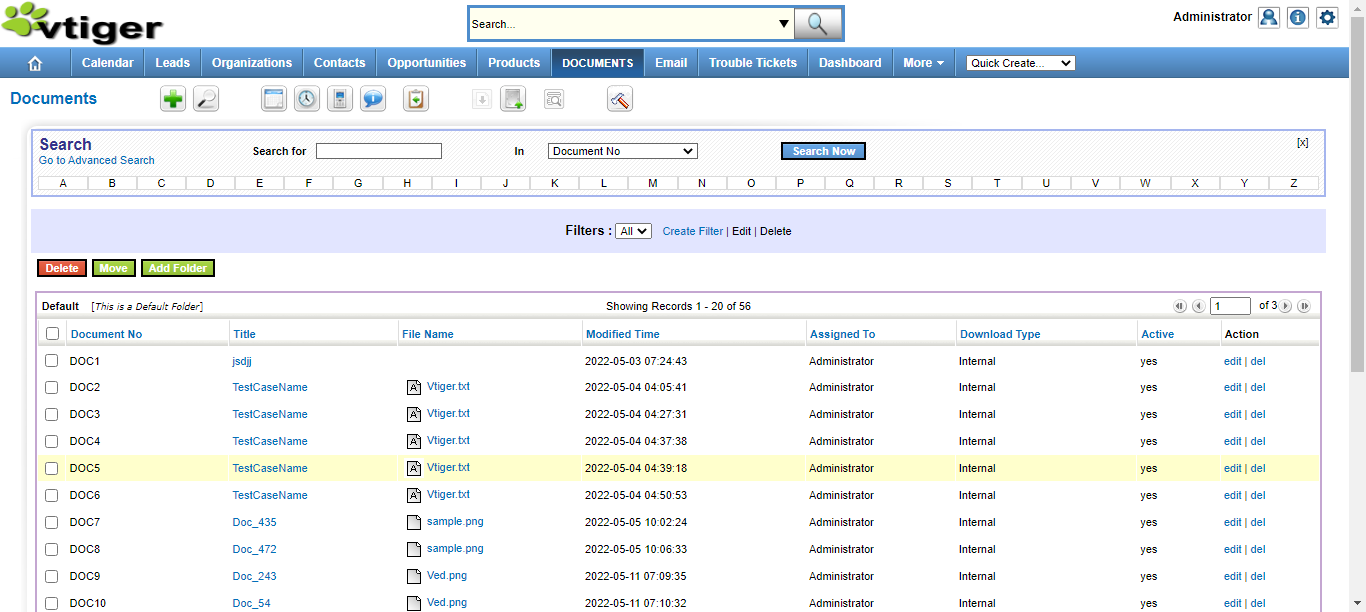 vtiger
Search...
Administrator
Calendar Leads Organizations Contacts Opportunities Products DOCUMENTS Email Trouble Tickets Dashboard More Quick Create...
Documents
Search
Go to Advanced Search
Search for In Document No Search Now [x]
A B C D E F G H I J K L M N O P Q R S T U V W X Y Z
Filters : All Create Filter | Edit | Delete
Delete Move Add Folder
Default [This is a Default Folder] Showing Records 1 - 20 of 56 1 of 3
Document No Title File Name Modified Time Assigned To Download Type Active Action
DOC1 jsdjj 2022-05-03 07:24:43 Administrator Internal yes edit | del
DOC2 TestCaseName Vtiger.txt 2022-05-04 04:05:41 Administrator Internal yes edit | del
DOC3 TestCaseName Vtiger.txt 2022-05-04 04:27:31 Administrator Internal yes edit | del
DOC4 TestCaseName Vtiger.txt 2022-05-04 04:37:38 Administrator Internal yes edit | del
DOC5 TestCaseName Vtiger.txt 2022-05-04 04:39:18 Administrator Internal yes edit | del
DOC6 TestCaseName Vtiger.txt 2022-05-04 04:50:53 Administrator Internal yes edit | del
DOC7 Doc_435 sample.png 2022-05-05 10:02:24 Administrator Internal yes edit | del
DOC8 Doc_472 sample.png 2022-05-05 10:06:33 Administrator Internal yes edit | del
DOC9 Doc_243 Ved.png 2022-05-11 07:09:35 Administrator Internal yes edit | del
DOC10 Doc_54 Ved.png 2022-05-11 07:10:32 Administrator Internal yes edit | del